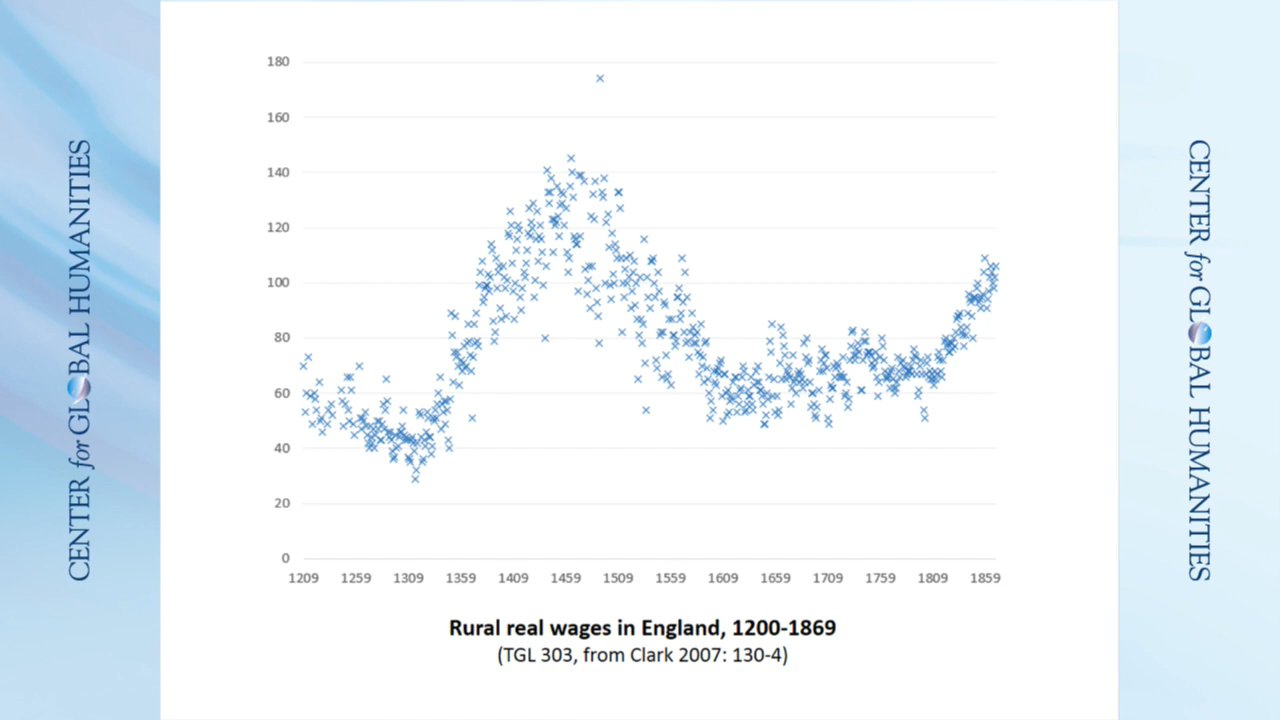 CENTER for GLOBAL HUMANITIES
180
160
140
120
100
80
60
40
20
0
1209 1259 1309 1359 1409 1459 1509 1559 1609 1659 1709 1759 1809 1859
Rural real wages in England, 1200-1869
(TGL 303, from Clark 2007: 130-4)
CENTER for GLOBAL HUMANITIES